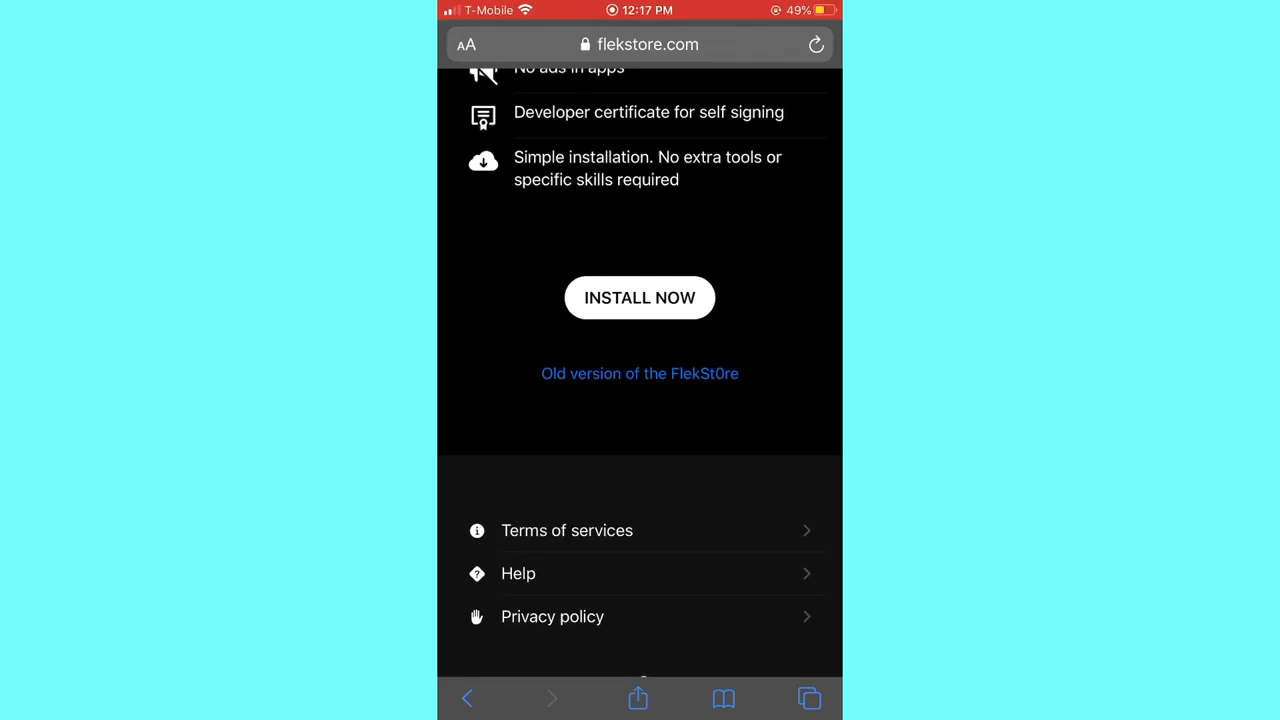 T-Mobile 12:17 PM 49%
AA flekstore.com
No ads in apps
Developer certificate for self signing
Simple installation. No extra tools or
specific skills required
INSTALL NOW
Old version of the FlekSt0re
Terms of services
Help
Privacy policy